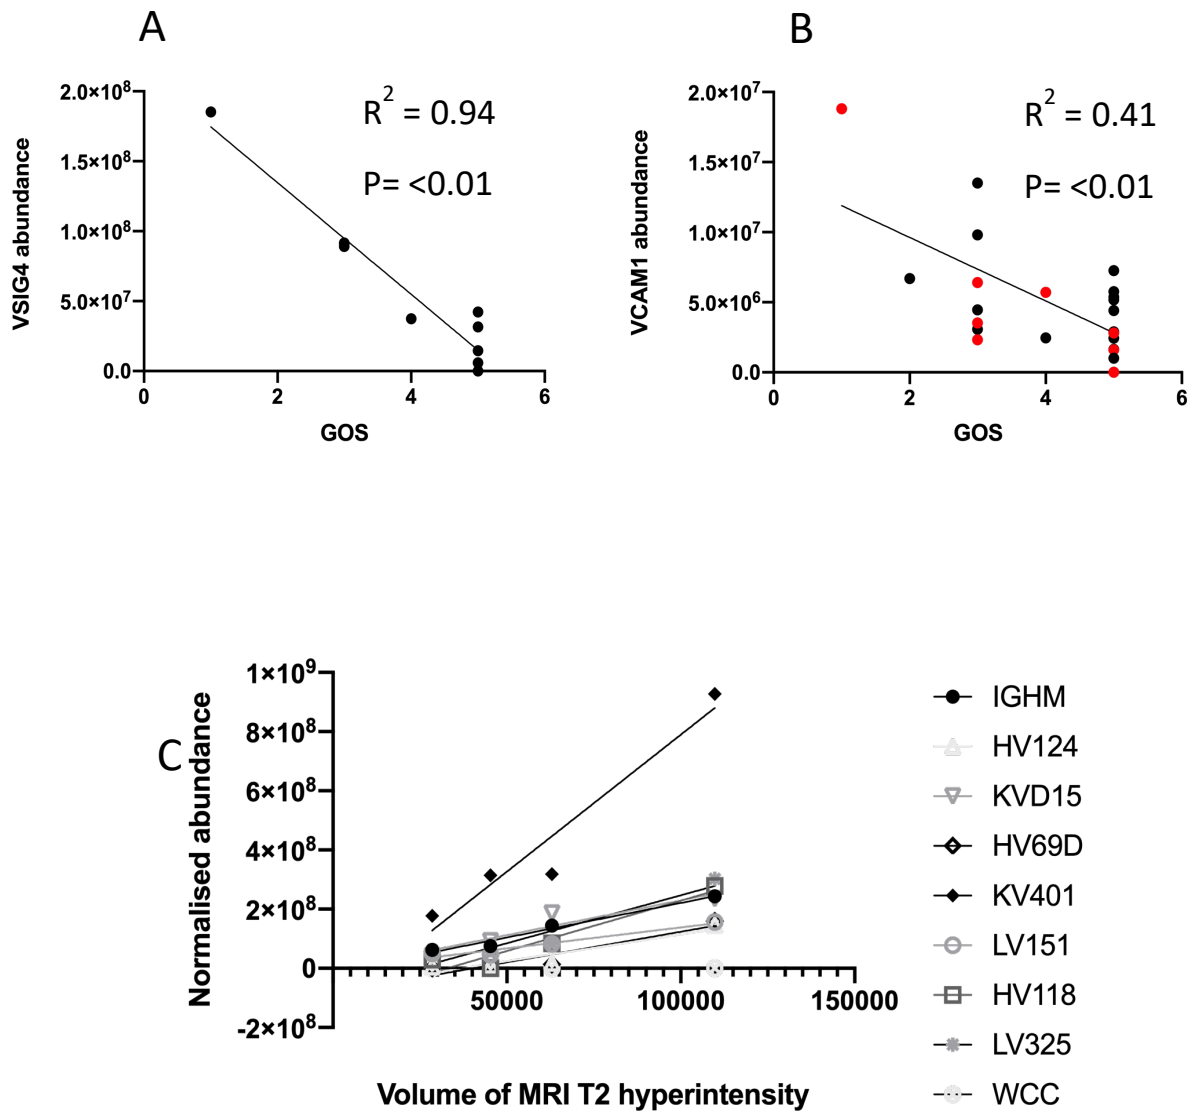 A
VSIG4 abundance
2.0×10⁸
1.5×10⁸
1.0×10⁸
5.0×10⁷
0.0
0 2 4 6
GOS
R² = 0.94
P= <0.01
B
VCAM1 abundance
2.0×10⁷
1.5×10⁷
1.0×10⁷
5.0×10⁶
0.0
0 2 4 6
GOS
R² = 0.41
P= <0.01
C
Normalised abundance
1×10⁹
8×10⁸
6×10⁸
4×10⁸
2×10⁸
0
-2×10⁸
50000 100000 150000
Volume of MRI T2 hyperintensity
IGHM
HV124
KVD15
HV69D
KV401
LV151
HV118
LV325
WCC